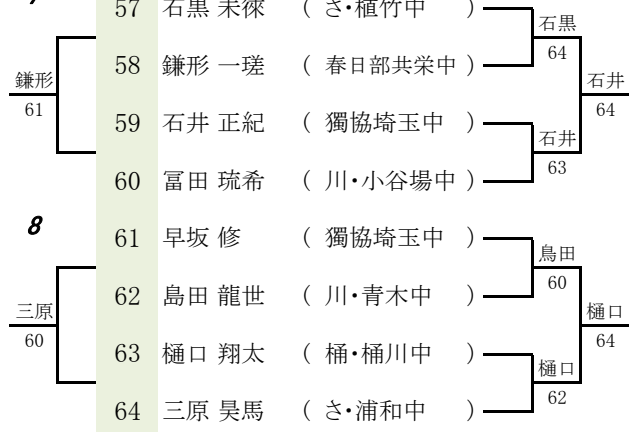 57 石黒 未徠 ( さ・植竹中 )
石黒
64
58 鎌形 一瑳 ( 春日部共栄中 )
鎌形
61
石井
64
59 石井 正紀 ( 獨協埼玉中 )
石井
63
60 冨田 琉希 ( 川・小谷場中 )
8
61 早坂 修 ( 獨協埼玉中 )
鳥田
60
62 島田 龍世 ( 川・青木中 )
三原
60
樋口
64
63 樋口 翔太 ( 桶・桶川中 )
樋口
62
64 三原 昊馬 ( さ・浦和中 )